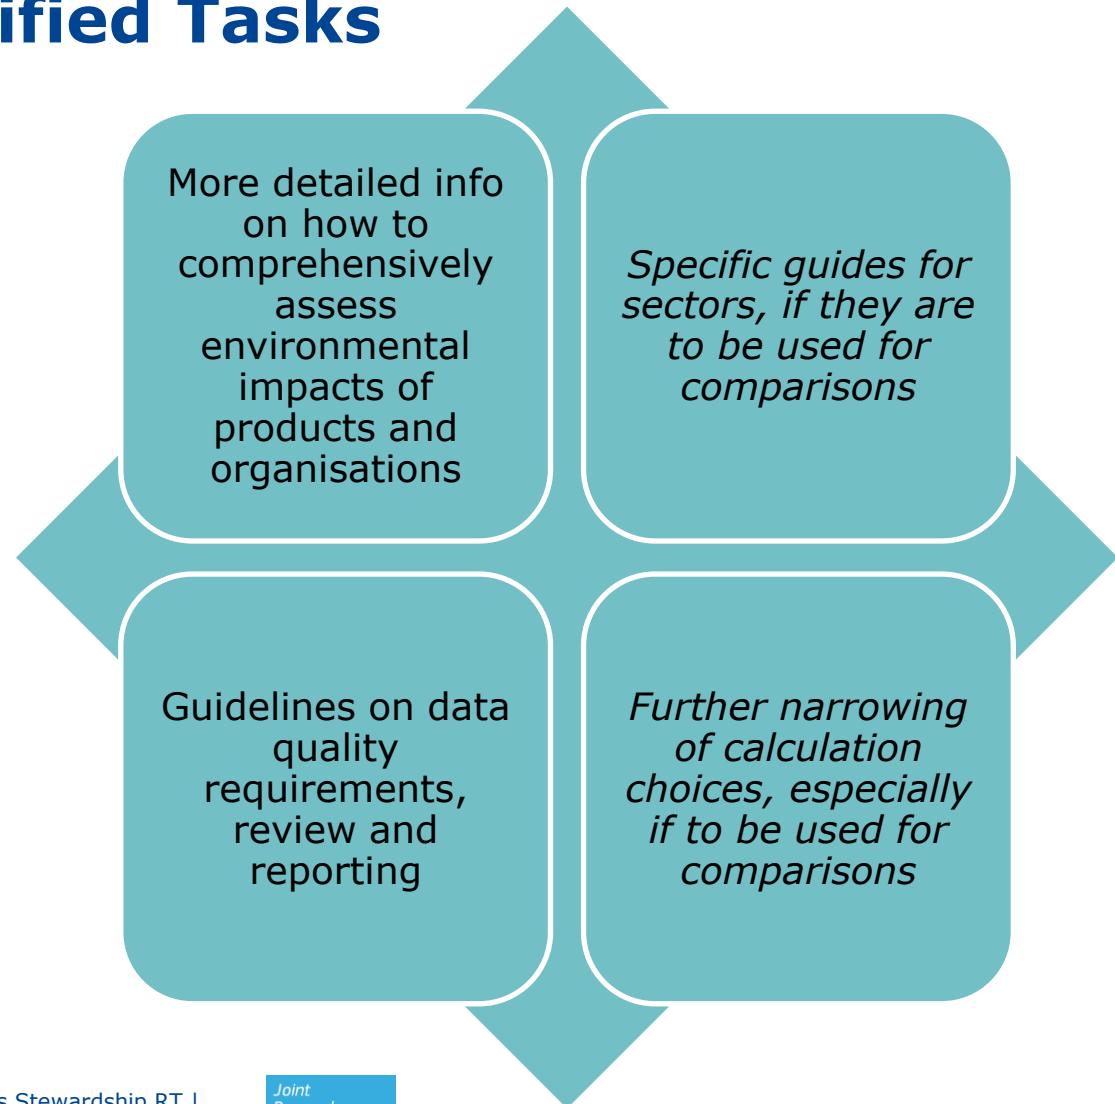 ified Tasks
More detailed info
on how to
comprehensively
assess
environmental
impacts of
products and
organisations
Specific guides for
sectors, if they are
to be used for
comparisons
Guidelines on data
quality
requirements,
review and
reporting
Further narrowing
of calculation
choices, especially
if to be used for
comparisons
s Stewardship RT |
Joint